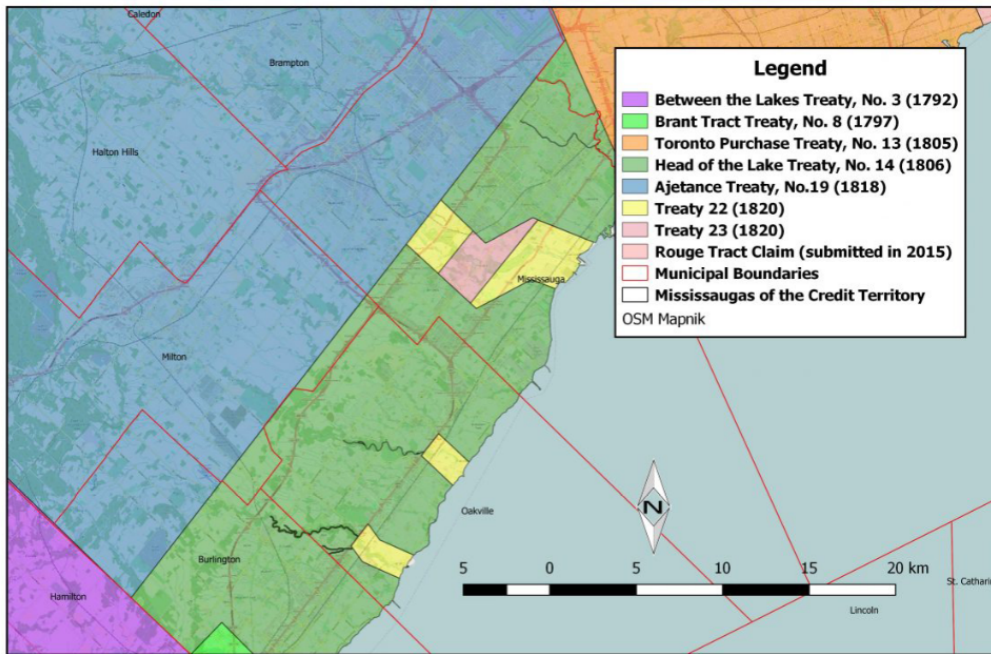 Caledon
Brampton
Halton Hills
Mississauga
Milton
Oakville
Burlington
Hamilton
Legend
Between the Lakes Treaty, No. 3 (1792)
Brant Tract Treaty, No. 8 (1797)
Toronto Purchase Treaty, No. 13 (1805)
Head of the Lake Treaty, No. 14 (1806)
Ajetance Treaty, No.19 (1818)
Treaty 22 (1820)
Treaty 23 (1820)
Rouge Tract Claim (submitted in 2015)
Municipal Boundaries
Mississaugas of the Credit Territory
OSM Mapnik
N
5 0 5 10 15 20 km
St. Cathari
Lincoln